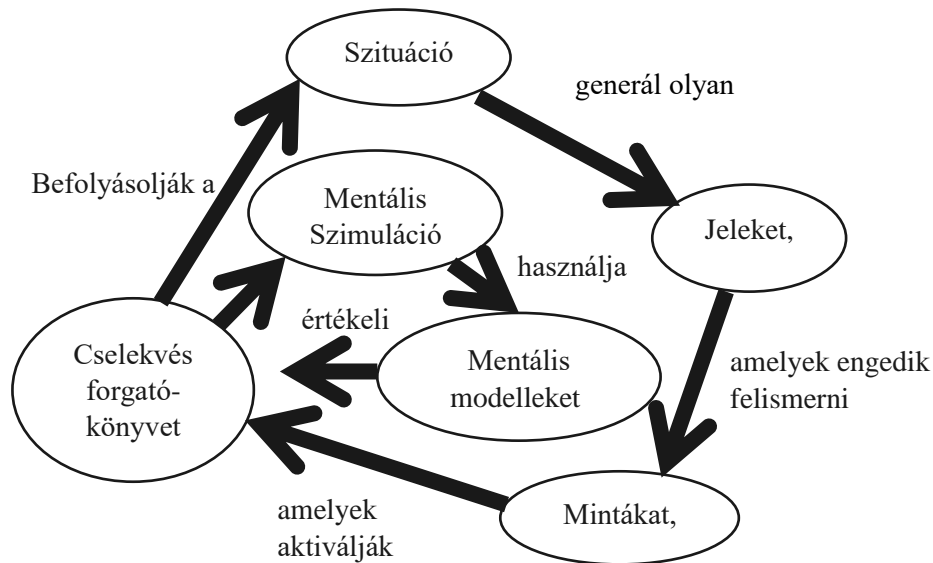 Szituáció
generál olyan
Befolyásolják a
Mentális
Szimuláció
Jeleket,
használja
értékeli
Cselekvés
forgató-
könyvet
Mentális
modelleket
amelyek engedik
felismerni
Mintákat,
amelyek
aktiválják